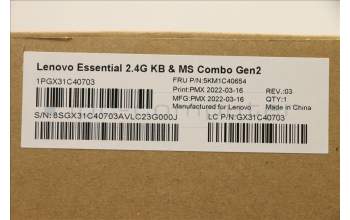 Lenovo Essential 2.4G KB & MS Combo Gen2
1PGX31C40703
FRU P/N:5KM1C40654
Print:PMX 2022-03-16 REV.:03
MFG:PMX 2022-03-16 QTY:1
Manufactured for Lenovo Made in China
S/N:8SGX31C40703AVLC23G000J
LC P/N:GX31C40703